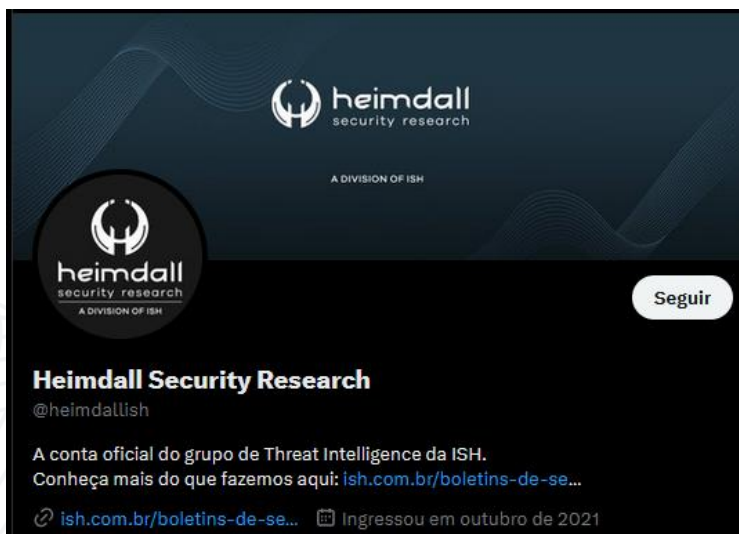 heimdall
security research
A DIVISION OF ISH
heimdall
security research
A DIVISION OF ISH
Seguir
Heimdall Security Research
@heimdallish
A conta oficial do grupo de Threat Intelligence da ISH.
Conheça mais do que fazemos aqui: ish.com.br/boletins-de-se...
ish.com.br/boletins-de-se... Ingressou em outubro de 2021